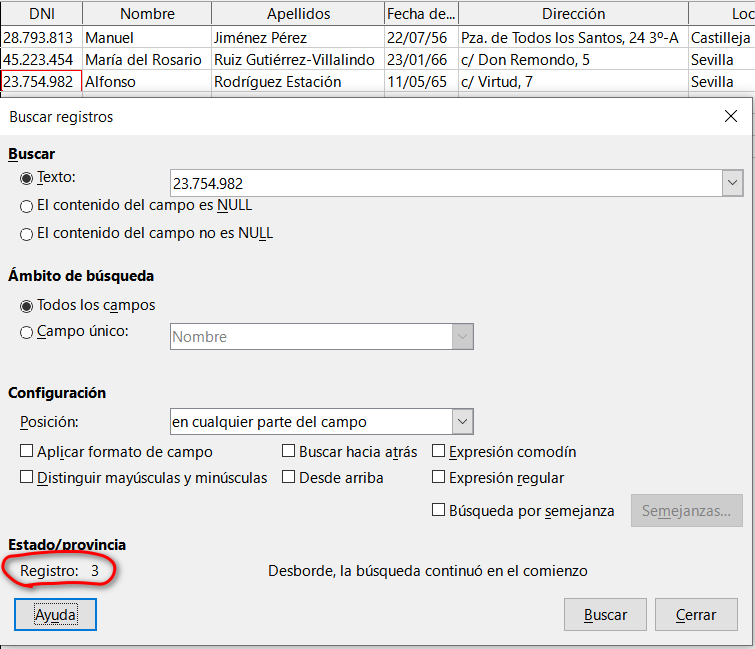 DNI Nombre Apellidos Fecha de... Dirección Loc
28.793.813 Manuel Jiménez Pérez 22/07/56 Pza. de Todos los Santos, 24 3º-A Castilleja
45.223.454 María del Rosario Ruiz Gutiérrez-Villalindo 23/01/66 c/ Don Remondo, 5 Sevilla
23.754.982 Alfonso Rodríguez Estación 11/05/65 c/ Virtud, 7 Sevilla
Buscar registros
Buscar
Texto: 23.754.982
El contenido del campo es NULL
El contenido del campo no es NULL
Ámbito de búsqueda
Todos los campos
Campo único: Nombre
Configuración
Posición: en cualquier parte del campo
Aplicar formato de campo Buscar hacia atrás Expresión comodín
Distinguir mayúsculas y minúsculas Desde arriba Expresión regular
Búsqueda por semejanza Semejanzas...
Estado/provincia
Registro: 3 Desborde, la búsqueda continuó en el comienzo
Ayuda Buscar Cerrar